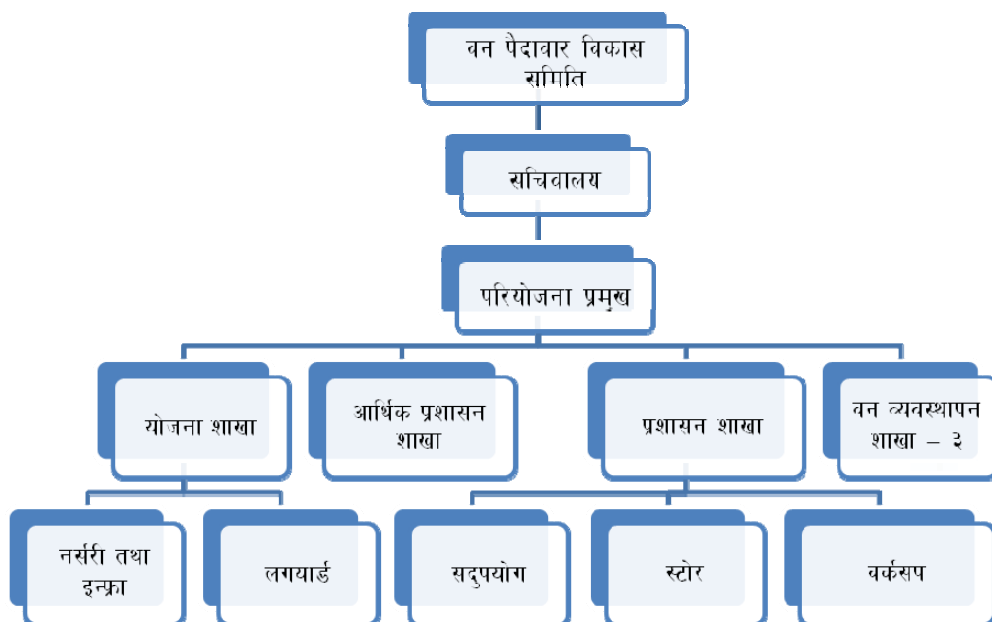 वन पैदावार विकास
समिति
सचिवालय
परियोजना प्रमुख
योजना शाखा
आर्थिक प्रशासन
शाखा
प्रशासन शाखा
वन व्यवस्थापन
शाखा – ३
नर्सरी तथा
इन्फ्रा
लगयार्ड
सदुपयोग
स्टोर
वर्कसप